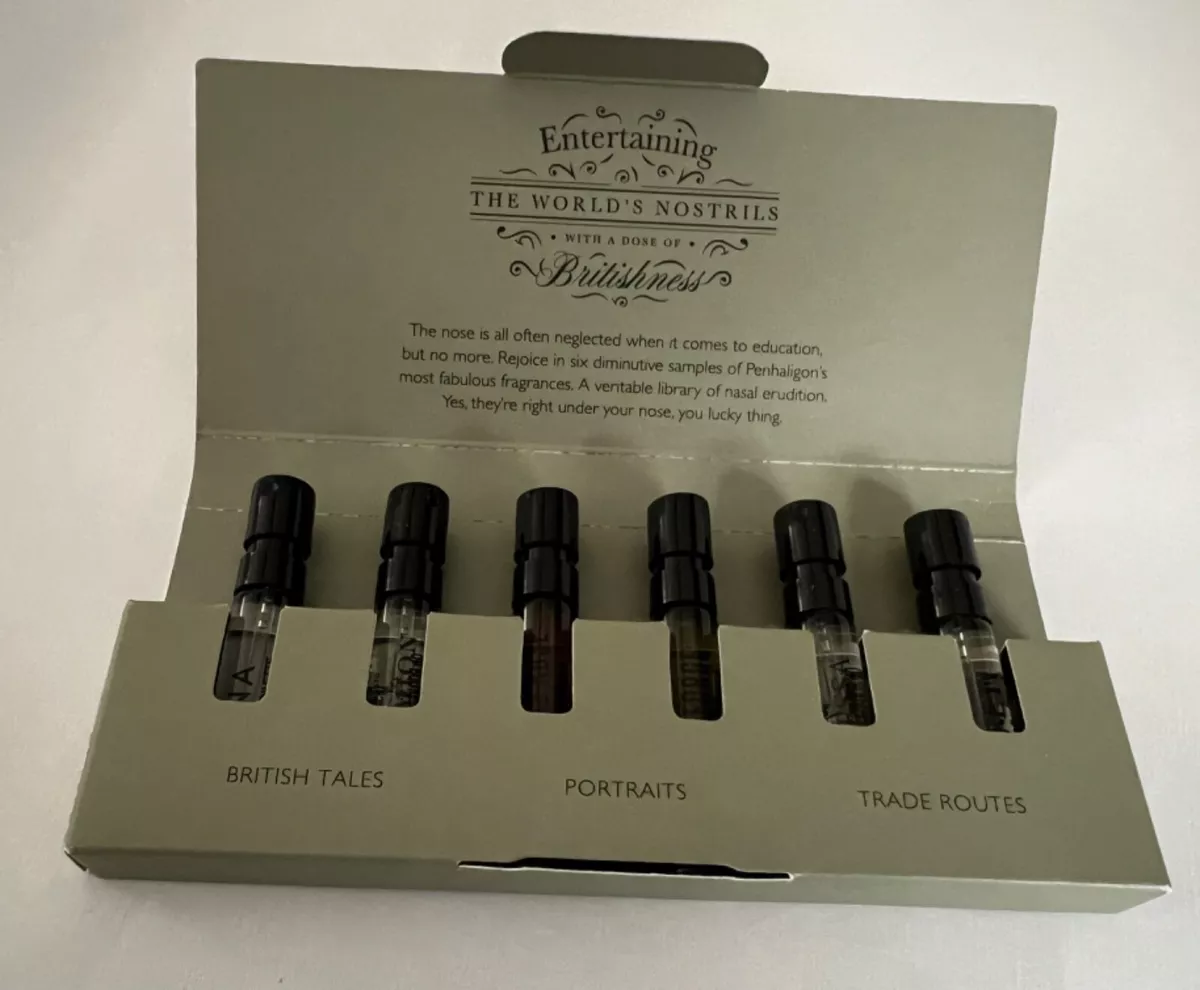 Entertaining
THE WORLD'S NOSTRILS
• WITH A DOSE OF •
Britishness
The nose is all often neglected when it comes to education,
but no more. Rejoice in six diminutive samples of Penhaligon's
most fabulous fragrances. A veritable library of nasal erudition.
Yes, they're right under your nose, you lucky thing.
BRITISH TALES
PORTRAITS
TRADE ROUTES